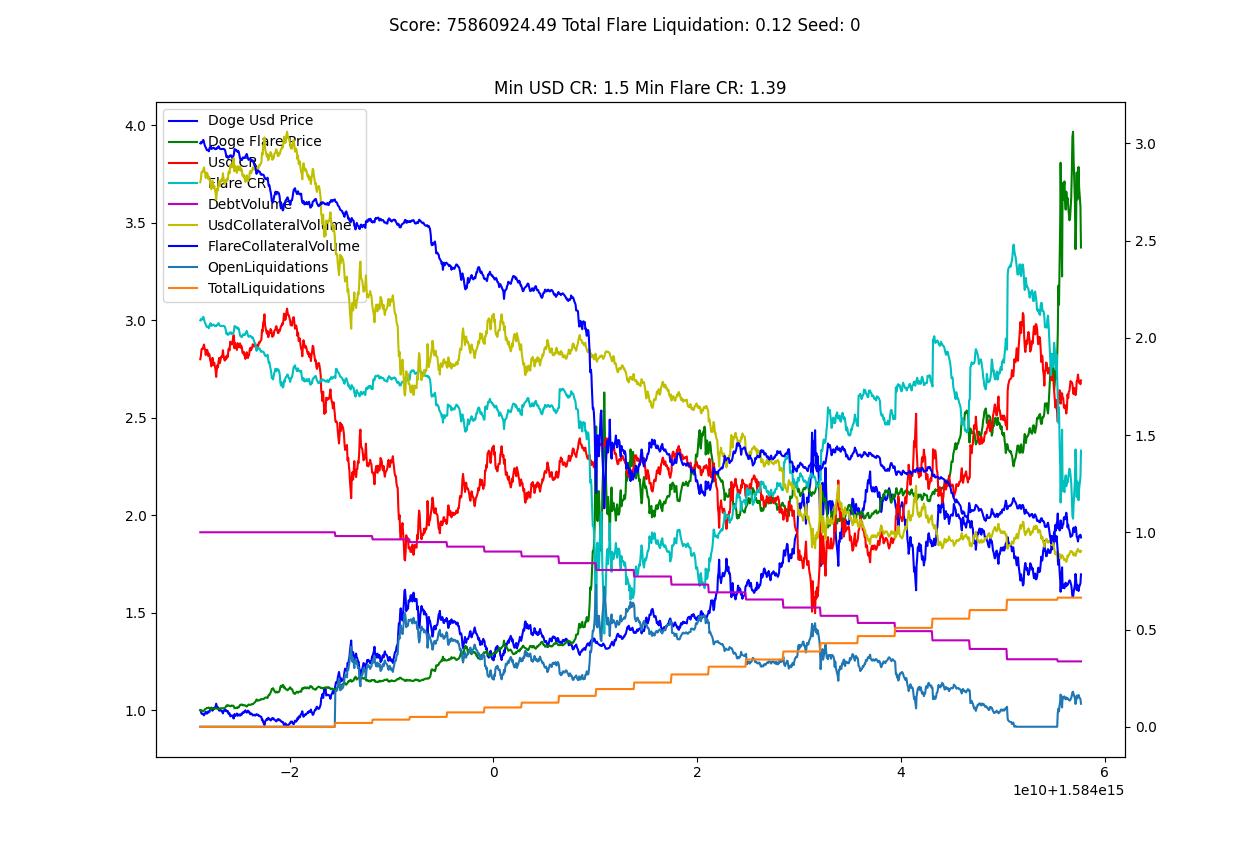 Score: 75860924.49 Total Flare Liquidation: 0.12 Seed: 0
Min USD CR: 1.5 Min Flare CR: 1.39
Doge Usd Price
Doge Flare Price
Usd CR
Flare CR
DebtVolume
UsdCollateralVolume
FlareCollateralVolume
OpenLiquidations
TotalLiquidations
4.0
3.5
3.0
2.5
2.0
1.5
1.0
3.0
2.5
2.0
1.5
1.0
0.5
0.0
−2
0
2
4
6
1e10+1.584e15